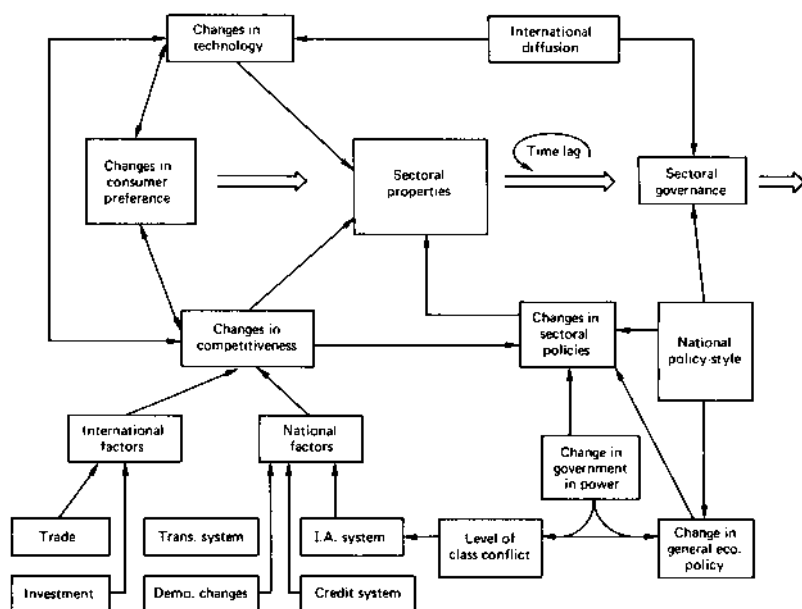 Changes in
technology
International
diffusion
Changes in
consumer
preference
Sectoral
properties
Time lag
Sectoral
governance
Changes in
competitiveness
Changes in
sectoral
policies
National
policy-style
International
factors
National
factors
Change in
government
in power
Trade
Trans. system
I.A. system
Level of
class conflict
Change in
general eco.
policy
Investment
Demo. changes
Credit system